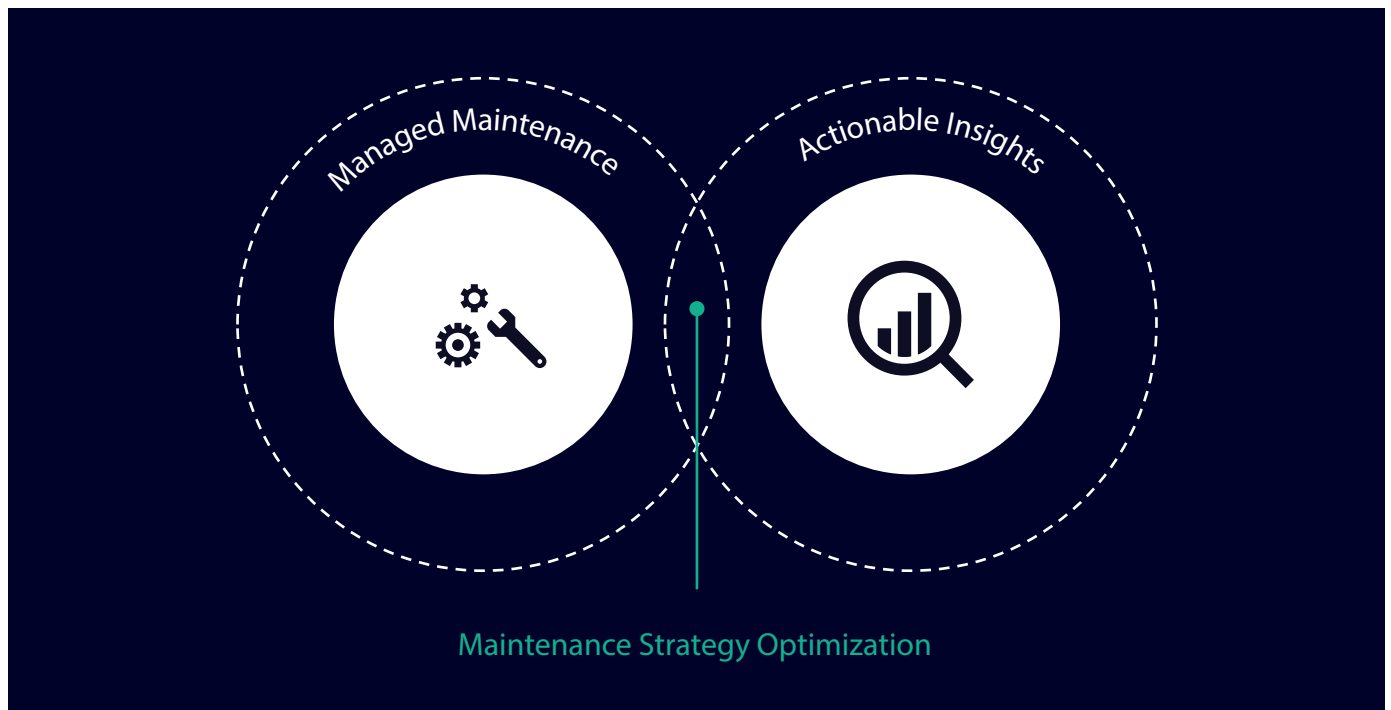 Managed Maintenance
Actionable Insights
Maintenance Strategy Optimization